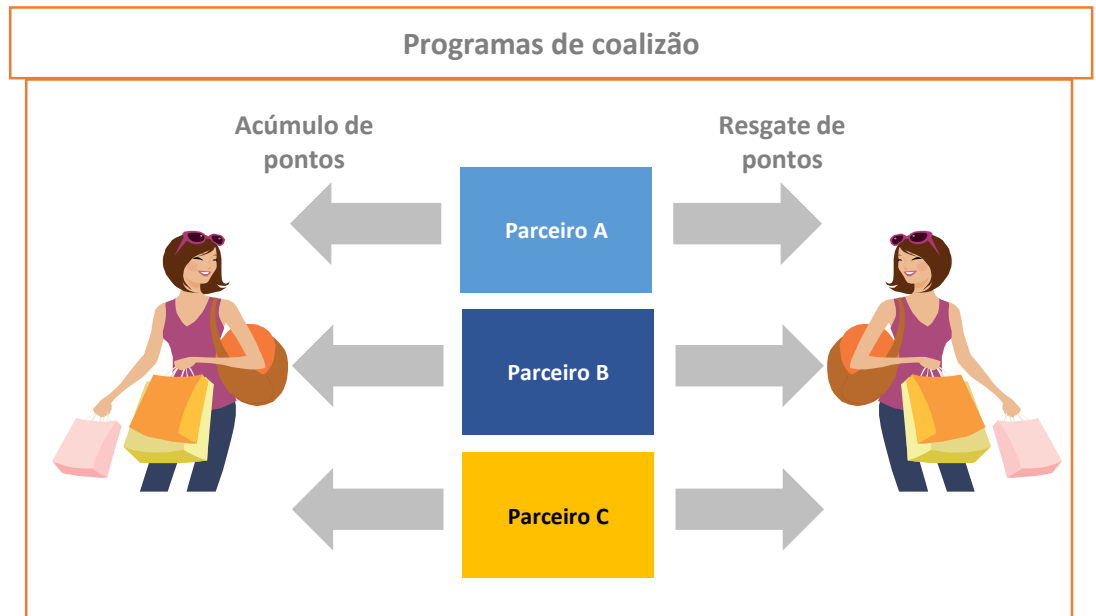 Programas de coalizão
Acúmulo de
pontos
Resgate de
pontos
Parceiro A
Parceiro B
Parceiro C